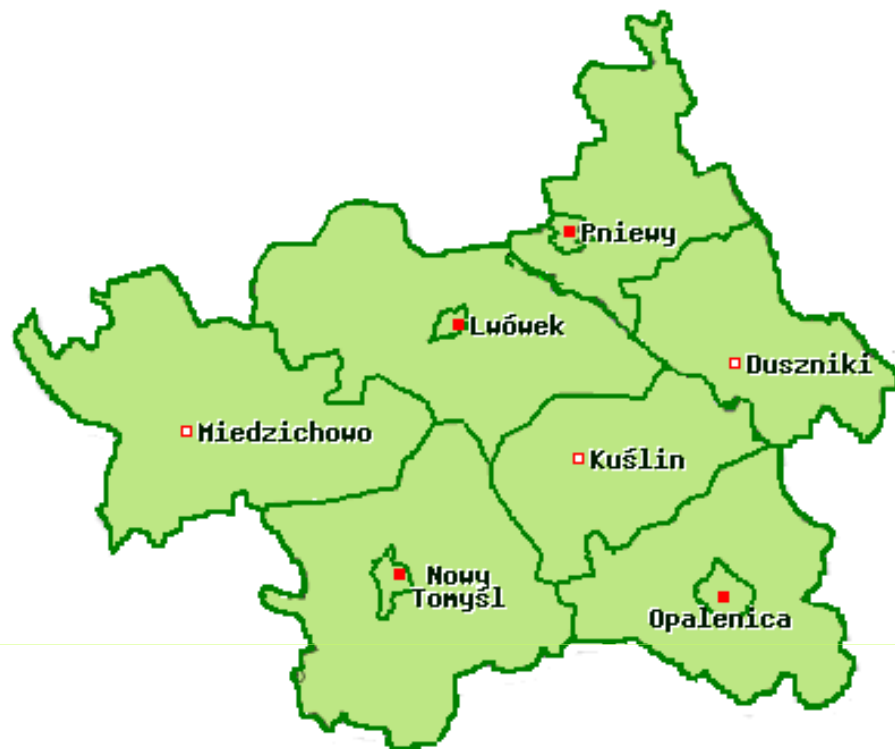 Pniewy
Lwówek
Duszniki
Miedzichowo
Kuślin
Nowy
Tomyśl
Opalenica